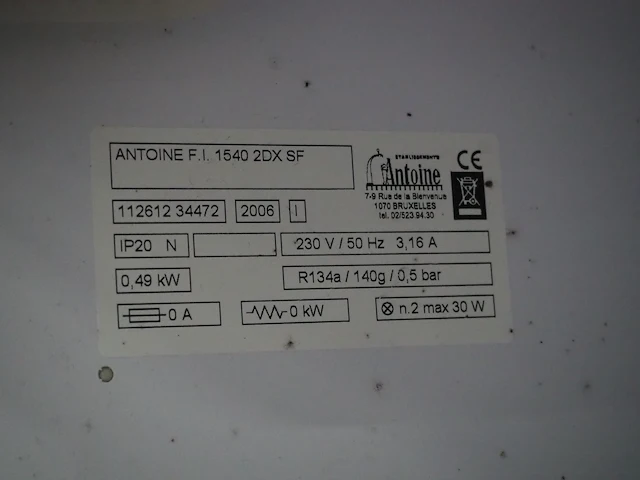 ANTOINE F.I. 1540 2DX SF
ETABLISSEMENTS
Antoine
7-9 Rue de la Bienvenue
1070 BRUXELLES
tel. 02/523.94.30
CE
112612 34472 2006 I
IP20 N 230 V / 50 Hz 3,16 A
0,49 kW R134a / 140g / 0,5 bar
0 A 0 kW n.2 max 30 W